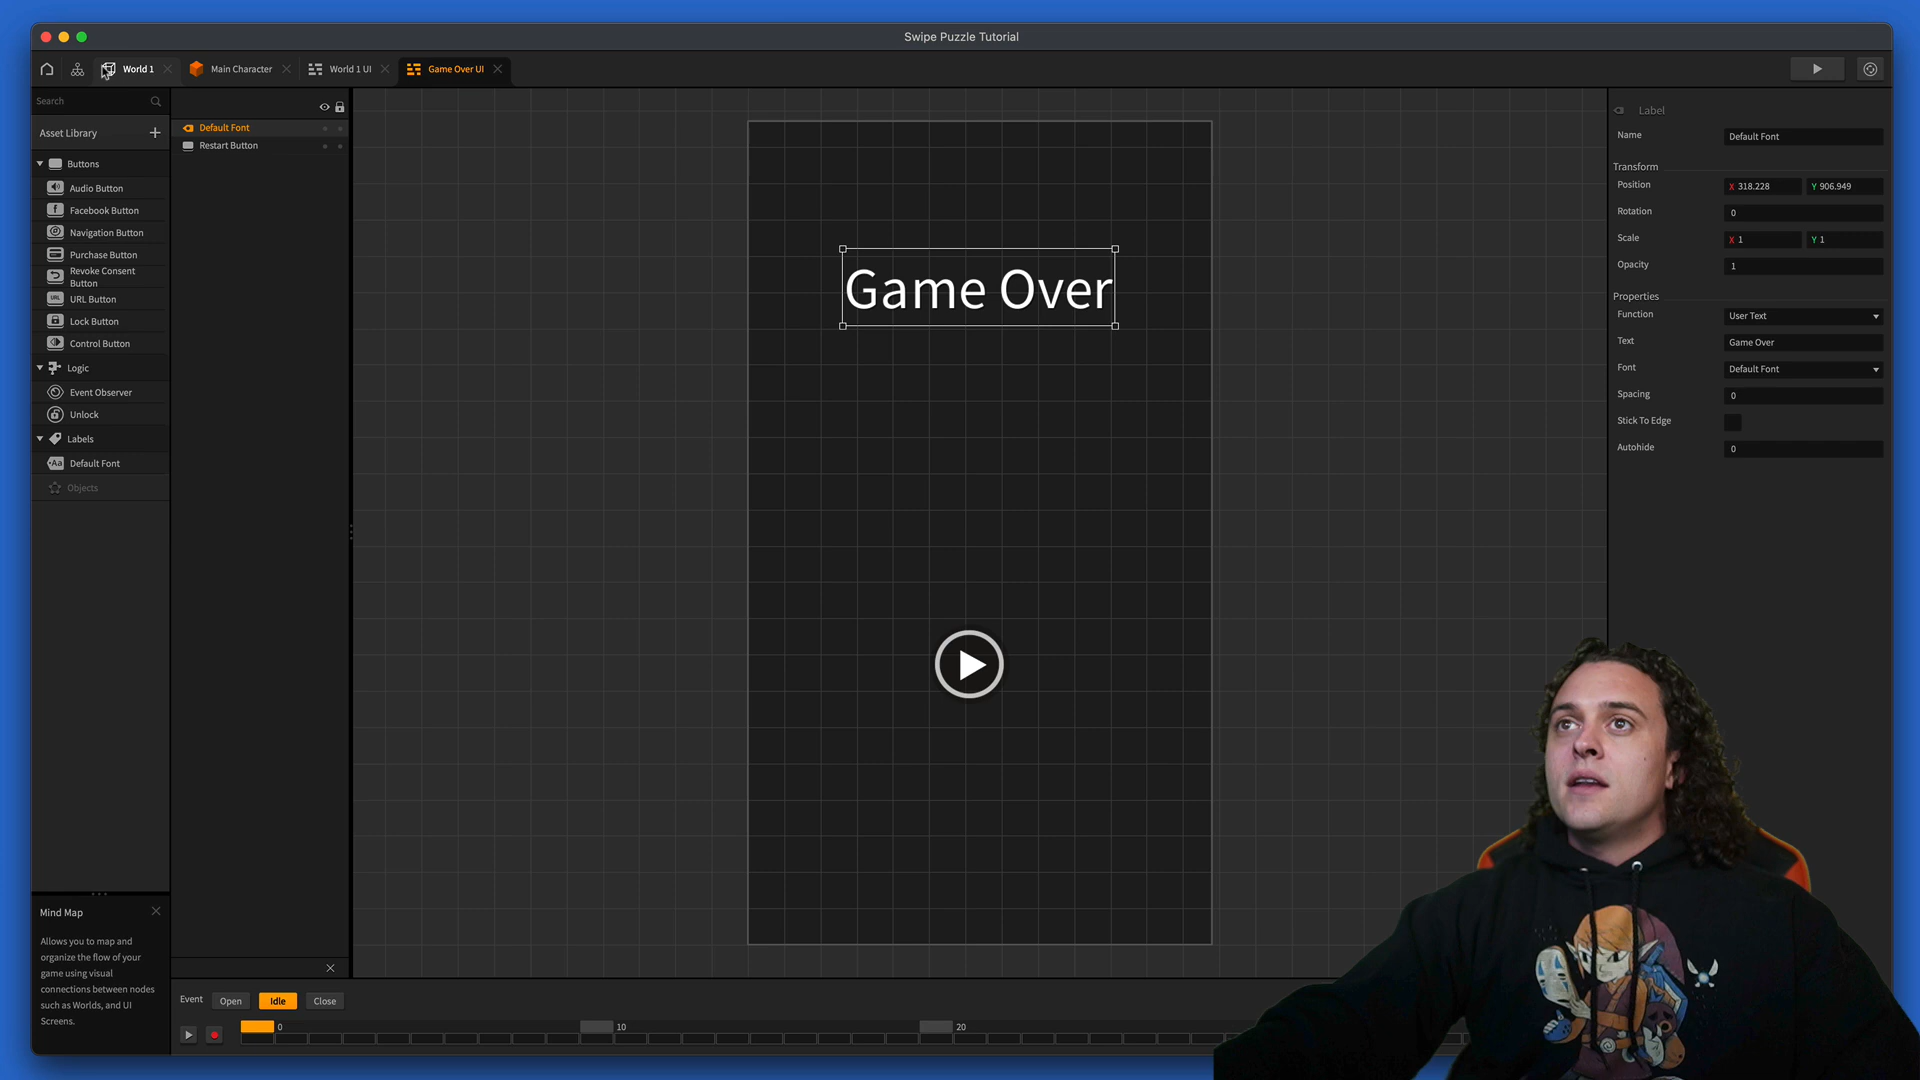 Swipe Puzzle Tutorial
World 1
Main Character
World 1 UI
Game Over UI
Search
Asset Library
Buttons
Audio Button
Facebook Button
Navigation Button
Purchase Button
Revoke Consent
Button
URL
URL Button
Lock Button
Control Button
Logic
Event Observer
Unlock
Labels
Aa
Default Font
Objects
Default Font
Restart Button
Game Over
Label
Name
Default Font
Transform
Position
X 318.228
Y 906.949
Rotation
0
Scale
X 1
Y 1
Opacity
1
Properties
Function
User Text
Text
Game Over
Font
Default Font
Spacing
0
Stick To Edge
Autohide
0
Mind Map
Allows you to map and
organize the flow of your
game using visual
connections between nodes
such as Worlds, and UI
Screens.
Event
Open
Idle
Close
0
10
20